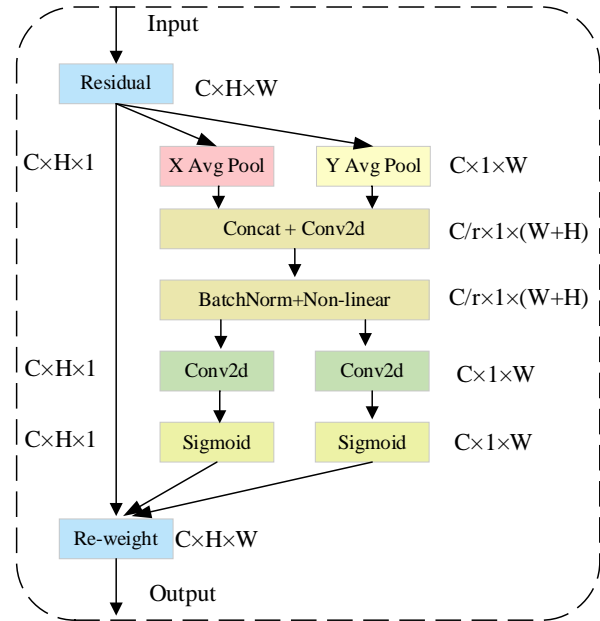 Input
Residual
C×H×W
C×H×1
X Avg Pool
Y Avg Pool
C×1×W
Concat + Conv2d
C/r×1×(W+H)
BatchNorm+Non-linear
C/r×1×(W+H)
C×H×1
Conv2d
Conv2d
C×1×W
C×H×1
Sigmoid
Sigmoid
C×1×W
Re-weight
C×H×W
Output